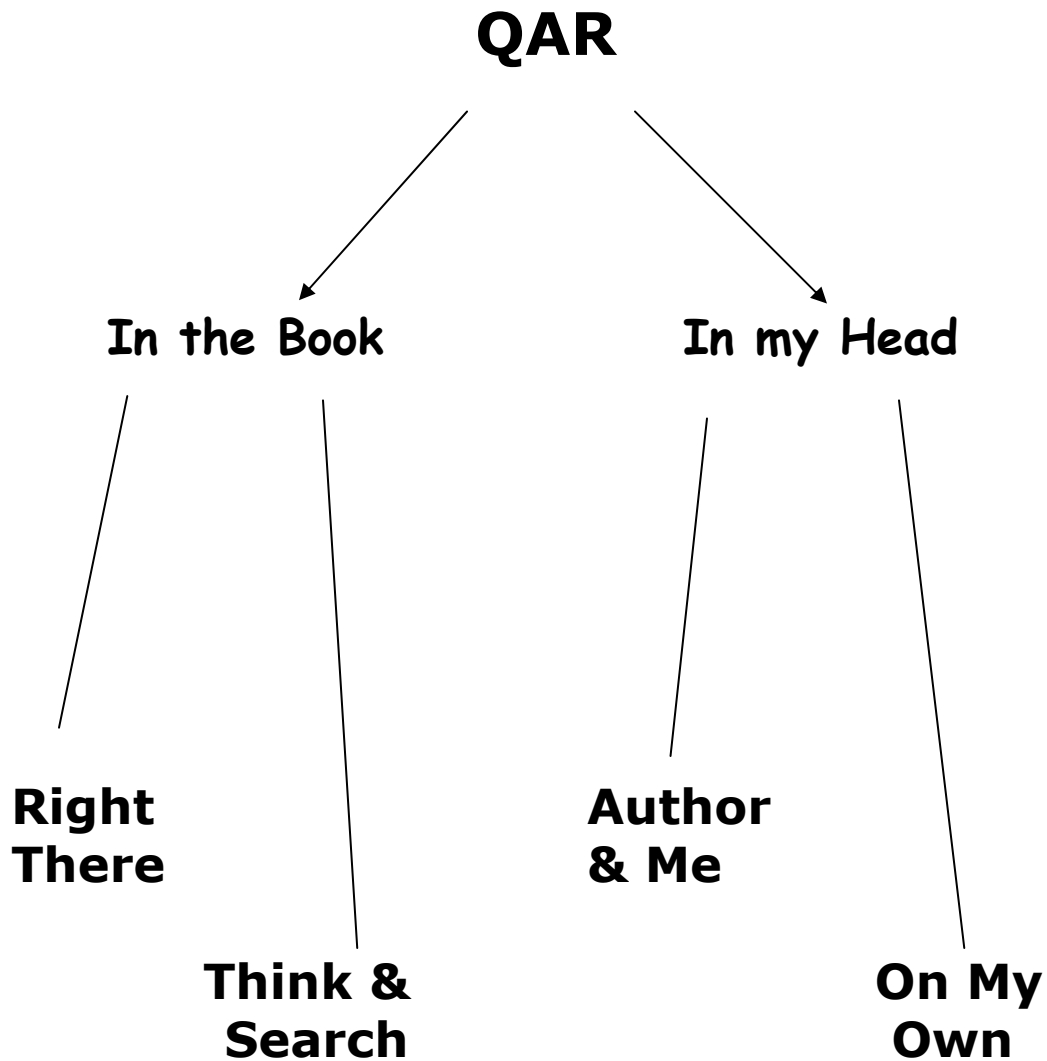 QAR
In the Book
In my Head
Right
There
Author
& Me
Think &
Search
On My
Own